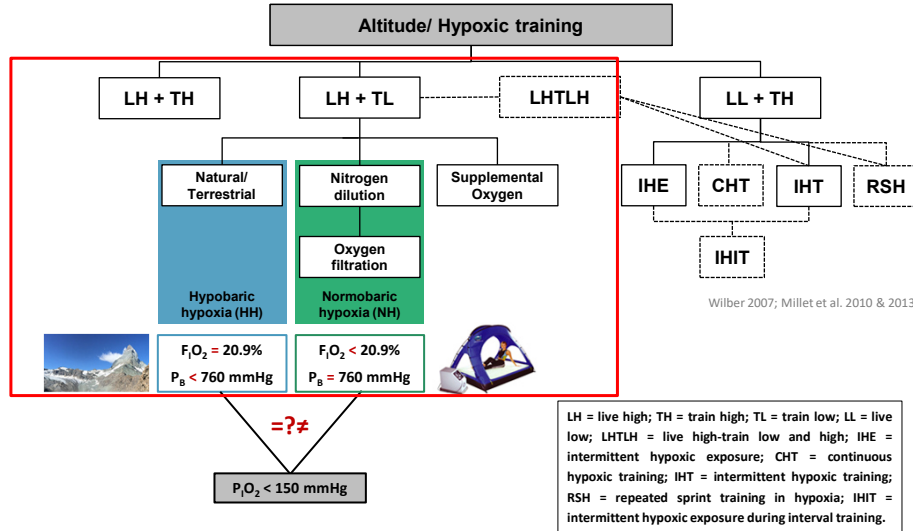 Altitude/ Hypoxic training
LH + TH
LH + TL
LHTLH
LL + TH
Natural/
Terrestrial
Nitrogen
dilution
Supplemental
Oxygen
IHE
CHT
IHT
RSH
Oxygen
filtration
IHIT
Hypobaric
hypoxia (HH)
Normobaric
hypoxia (NH)
Wilber 2007; Millet et al. 2010 & 2013
FIO2 = 20.9%
PB < 760 mmHg
FIO2 < 20.9%
PB = 760 mmHg
=?≠
PIO2 < 150 mmHg
LH = live high; TH = train high; TL = train low; LL = live
low; LHTLH = live high-train low and high; IHE =
intermittent hypoxic exposure; CHT = continuous
hypoxic training; IHT = intermittent hypoxic training;
RSH = repeated sprint training in hypoxia; IHIT =
intermittent hypoxic exposure during interval training.